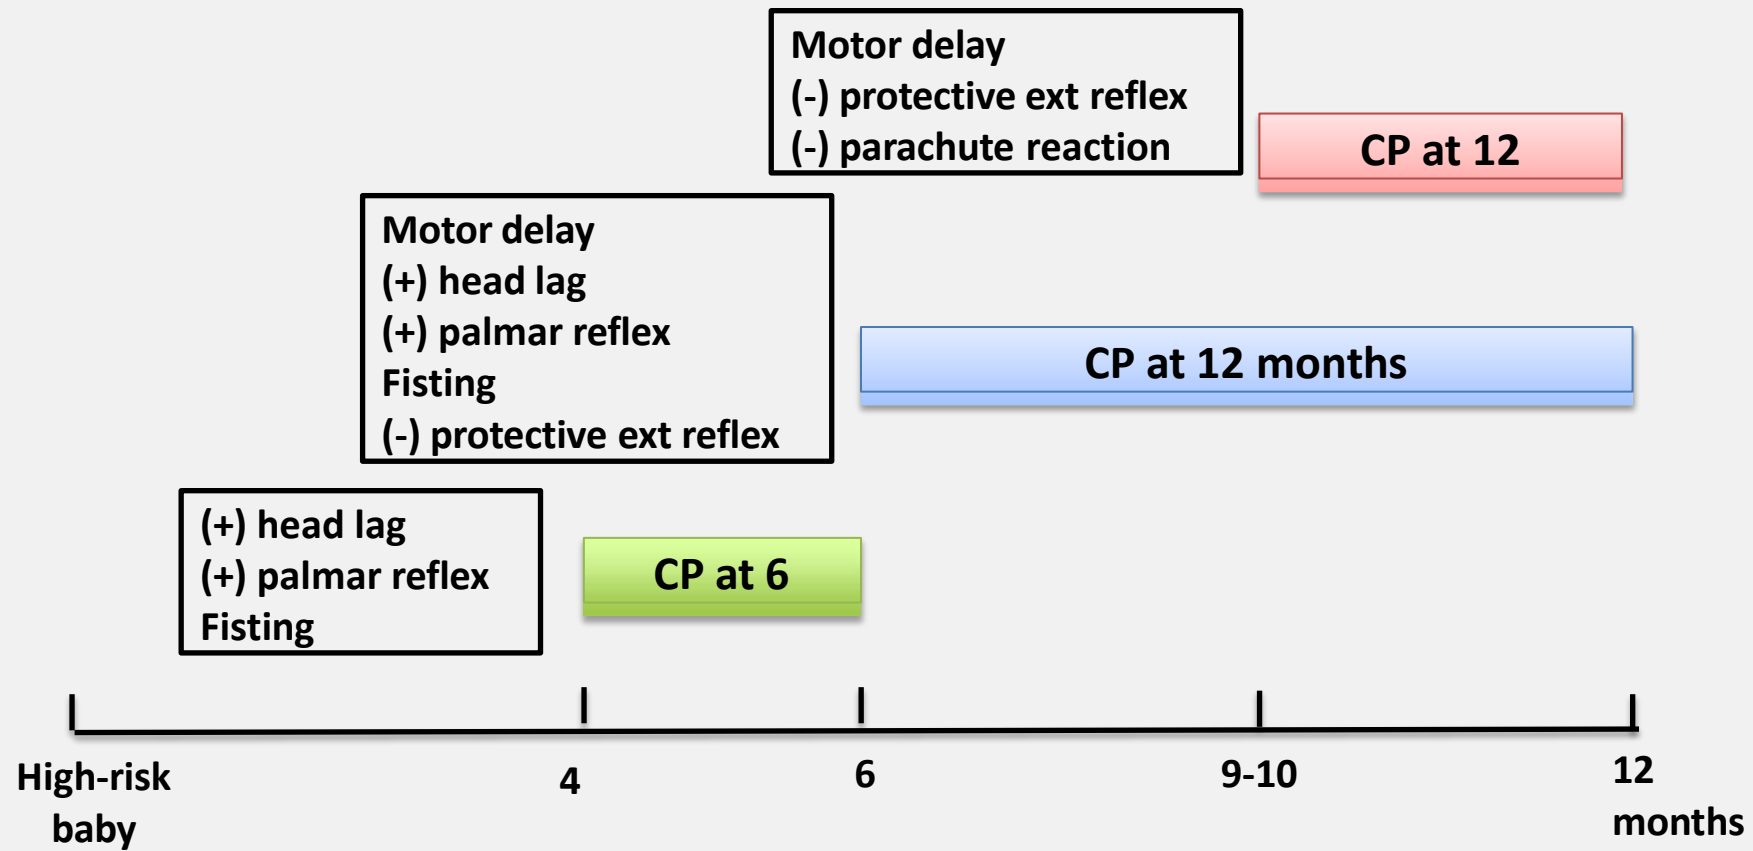 Motor delay
(-) protective ext reflex
(-) parachute reaction
CP at 12
Motor delay
(+) head lag
(+) palmar reflex
Fisting
(-) protective ext reflex
CP at 12 months
(+) head lag
(+) palmar reflex
Fisting
CP at 6
High-risk
baby
4
6
9-10
12
months